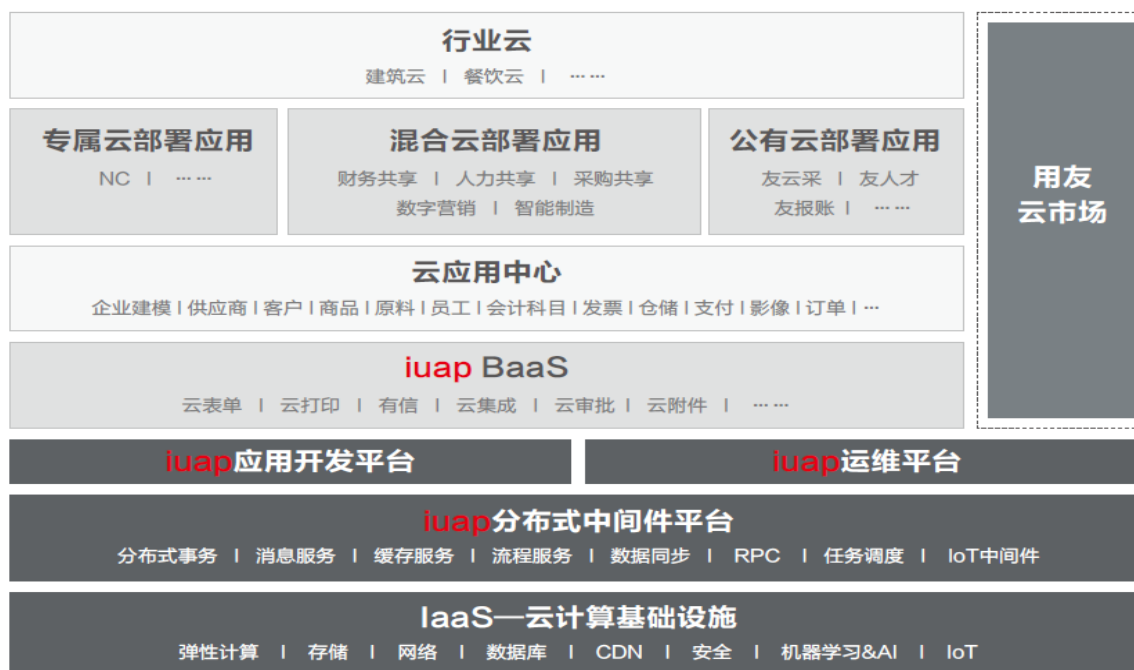 行业云
建筑云 | 餐饮云 | ……
专属云部署应用
NC | ……
混合云部署应用
财务共享 | 人力共享 | 采购共享
数字营销 | 智能制造
公有云部署应用
友云采 | 友人才
友报账 | ……
用友
云市场
云应用中心
企业建模 | 供应商 | 客户 | 商品 | 原料 | 员工 | 会计科目 | 发票 | 仓储 | 支付 | 影像 | 订单 | …
iuap BaaS
云表单 | 云打印 | 有信 | 云集成 | 云审批 | 云附件 | ……
iuap应用开发平台
iuap运维平台
iuap分布式中间件平台
分布式事务 | 消息服务 | 缓存服务 | 流程服务 | 数据同步 | RPC | 任务调度 | IoT中间件
IaaS—云计算基础设施
弹性计算 | 存储 | 网络 | 数据库 | CDN | 安全 | 机器学习&AI | IoT